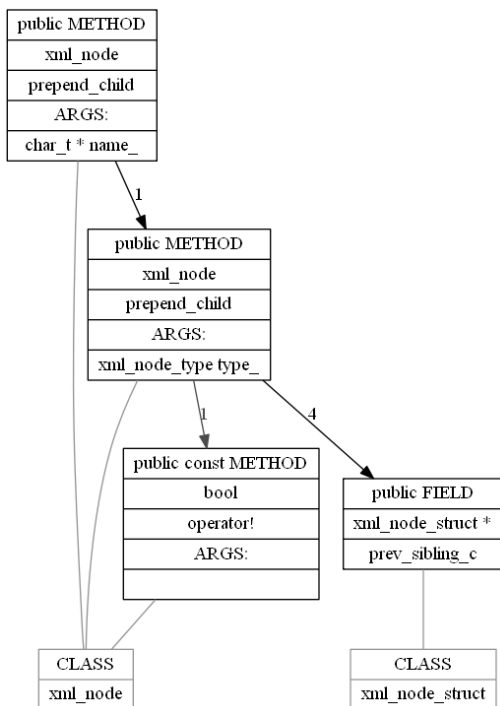 public METHOD
xml_node
prepend_child
ARGS:
char_t * name_
1
public METHOD
xml_node
prepend_child
ARGS:
xml_node_type type_
1
4
public const METHOD
bool
operator!
ARGS:
public FIELD
xml_node_struct *
prev_sibling_c
CLASS
xml_node
CLASS
xml_node_struct